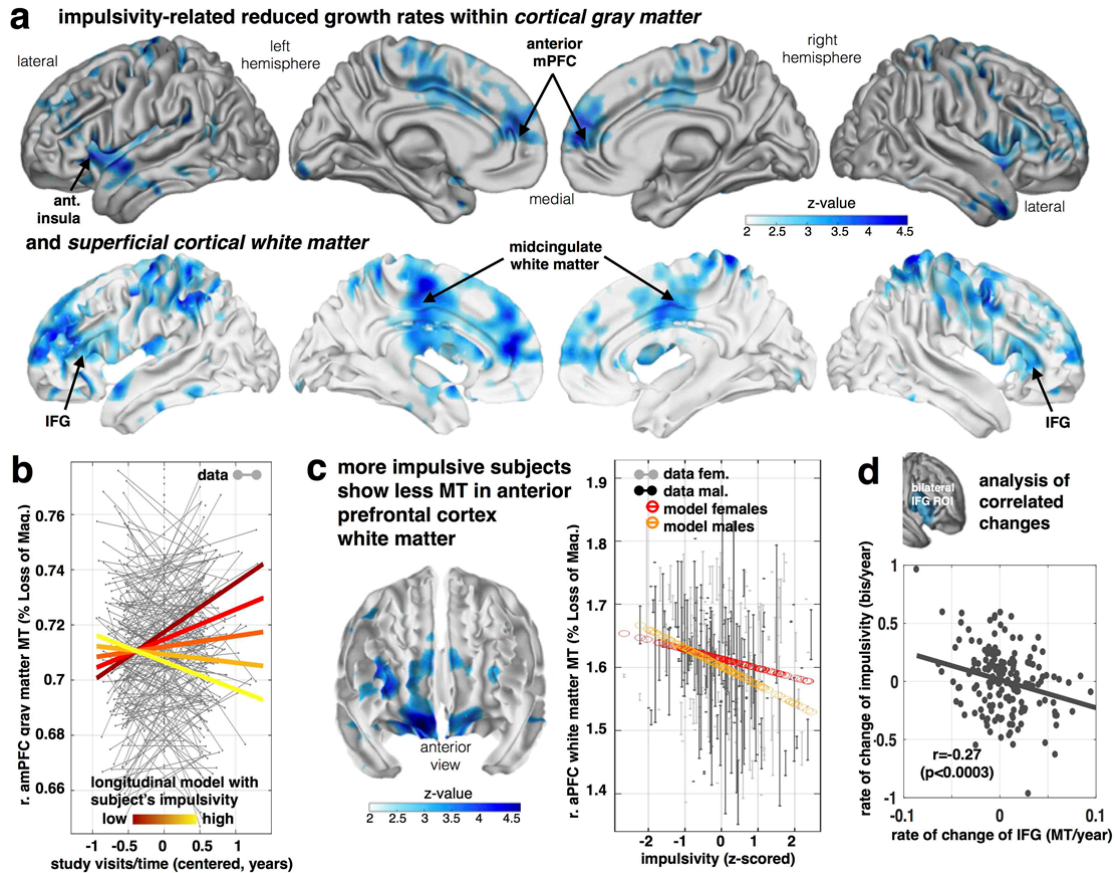 a impulsivity-related reduced growth rates within cortical gray matter
lateral
left
hemisphere
anterior
mPFC
right
hemisphere
ant.
insula
medial
lateral
z-value
2 2.5 3 3.5 4 4.5
and superficial cortical white matter
midcingulate
white matter
IFG
IFG
b
data
r. amPFC gray matter MT (% Loss of Mag.)
0.76
0.74
0.72
0.7
0.68
0.66
longitudinal model with
subject's impulsivity
low high
-1 -0.5 0 0.5 1
study visits/time (centered, years)
c more impulsive subjects
show less MT in anterior
prefrontal cortex
white matter
anterior
view
z-value
2 2.5 3 3.5 4 4.5
data fem.
data mal.
model females
model males
r. aPFC white matter MT (% Loss of Mag.)
1.9
1.8
1.7
1.6
1.5
1.4
-2 -1 0 1 2
impulsivity (z-scored)
d
bilateral
IFG ROI
analysis of
correlated
changes
rate of change of impulsivity (bis/year)
1
0.5
0
-0.5
-1
r=-0.27
(p<0.0003)
-0.1 0 0.1
rate of change of IFG (MT/year)